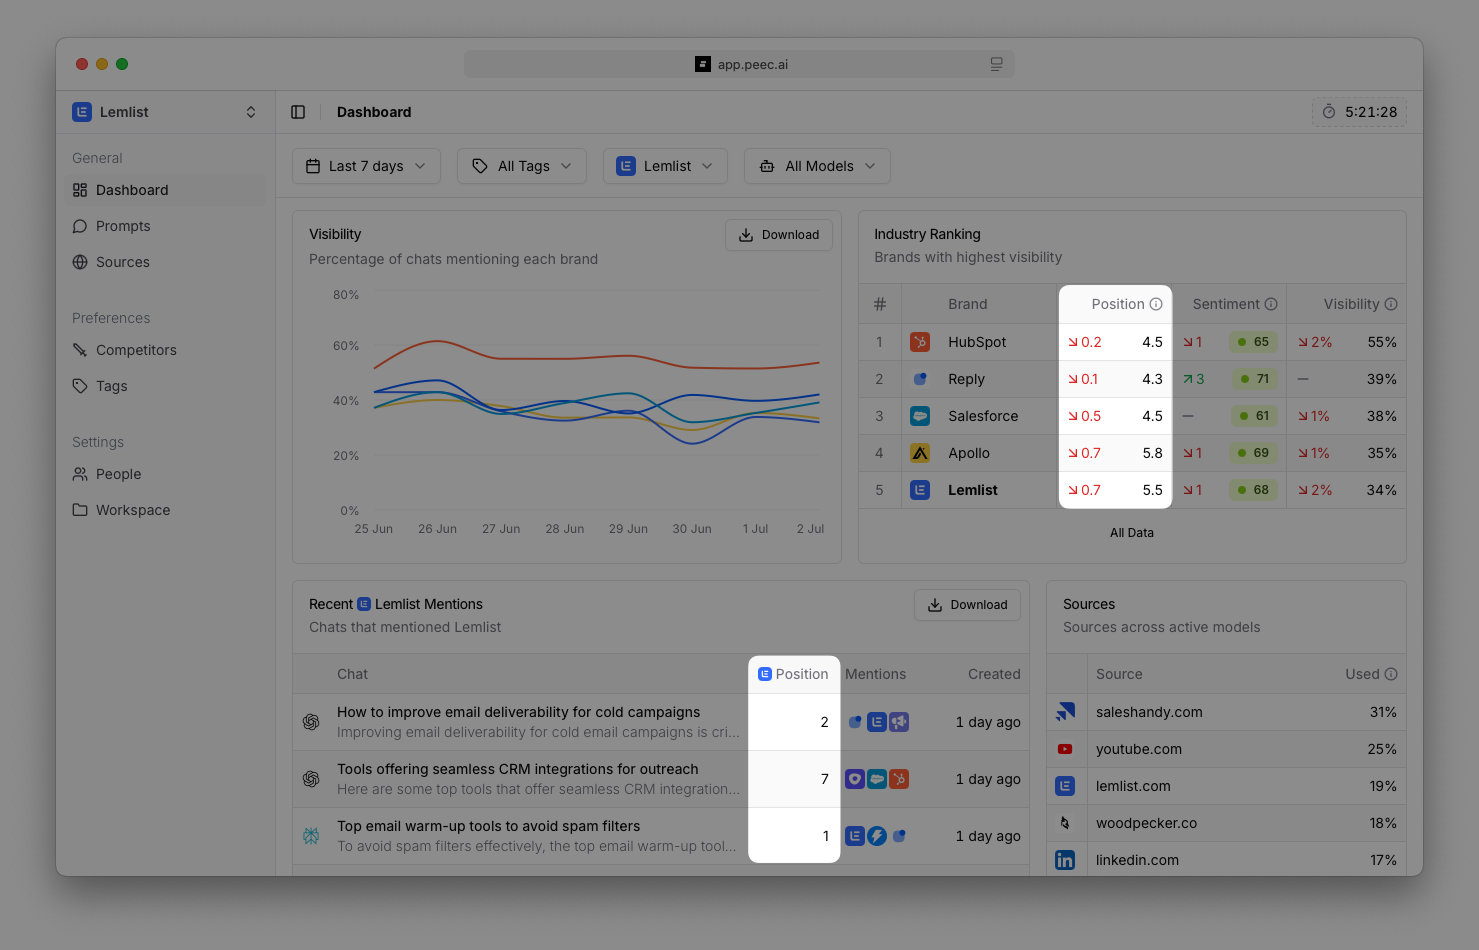 app.peec.ai
Lemlist
Dashboard
5:21:28
General
Dashboard
Prompts
Sources
Preferences
Competitors
Tags
Settings
People
Workspace
Last 7 days
All Tags
Lemlist
All Models
Visibility
Download
Percentage of chats mentioning each brand
80%
60%
40%
20%
0%
25 Jun 26 Jun 27 Jun 28 Jun 29 Jun 30 Jun 1 Jul 2 Jul
Industry Ranking
Brands with highest visibility
# Brand Position Sentiment Visibility
1 HubSpot 0.2 4.5 1 65 2% 55%
2 Reply 0.1 4.3 3 71 — 39%
3 Salesforce 0.5 4.5 — 61 1% 38%
4 Apollo 0.7 5.8 1 69 1% 35%
5 Lemlist 0.7 5.5 1 68 2% 34%
All Data
Recent Lemlist Mentions
Download
Chats that mentioned Lemlist
Chat Position Mentions Created
How to improve email deliverability for cold campaigns 2 1 day ago
Improving email deliverability for cold email campaigns is cri...
Tools offering seamless CRM integrations for outreach 7 1 day ago
Here are some top tools that offer seamless CRM integration...
Top email warm-up tools to avoid spam filters 1 1 day ago
To avoid spam filters effectively, the top email warm-up tool...
Sources
Sources across active models
Source Used
saleshandy.com 31%
youtube.com 25%
lemlist.com 19%
woodpecker.co 18%
linkedin.com 17%